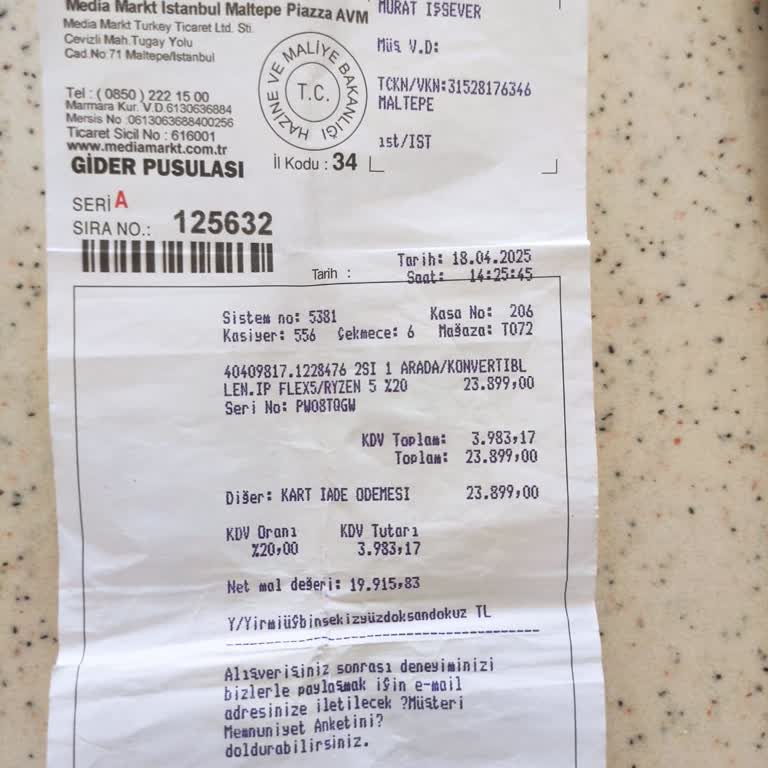 Media Markt İstanbul Maltepe Piazza AVM
Media Markt Turkey Ticaret Ltd. Sti.
Cevizli Mah.Tugay Yolu
Cad.No:71 Maltepe/İstanbul
Tel : ( 0850 ) 222 15 00
Marmara Kur. V.D.6130636884
Mersis No :0613063688400256
Ticaret Sicil No : 616001
www.mediamarkt.com.tr
GİDER PUSULASI
T.C. HAZİNE VE MALİYE BAKANLIĞI
İl Kodu : 34
MURAT IŞSEVER
Müş V.D:
TCKN/VKN:31528176346
MALTEPE
ıst/IST
SERİ A
SIRA NO.: 125632
Tarih :
Tarih: 18.04.2025
Saat: 14:25:45
Sistem no: 5381 Kasa No: 206
Kasiyer: 556 Çekmece: 6 Mağaza: T072
40409817.1228476 2SI 1 ARADA/KONVERTIBL
LEN.IP FLEX5/RYZEN 5 %20 23.899,00
Seri No: PW08TQGW
KDV Toplam: 3.983,17
Toplam: 23.899,00
Diğer: KART IADE ODEMESI 23.899,00
KDV Oranı KDV Tutarı
%20,00 3.983,17
Net mal değeri: 19.915,83
Y/Yirmiüçbinsekizyüzdoksandokuz TL
Alışverişiniz sonrası deneyiminizi
bizlerle paylaşmak için e-mail
adresinize iletilecek ?Müşteri
Memnuniyet Anketini?
doldurabilirsiniz.